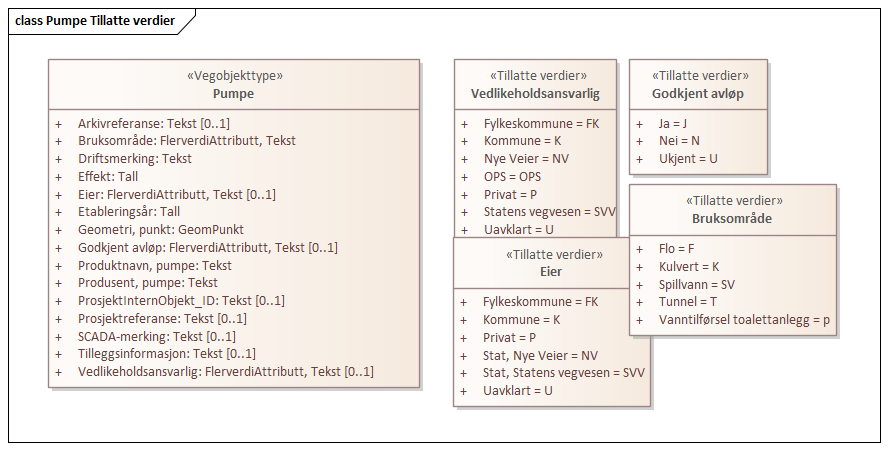 class Pumpe Tillatte verdier
«Vegobjekttype»
Pumpe
+ Arkivreferanse: Tekst [0..1]
+ Bruksområde: FlerverdiAttributt, Tekst
+ Driftsmerking: Tekst
+ Effekt: Tall
+ Eier: FlerverdiAttributt, Tekst [0..1]
+ Etableringsår: Tall
+ Geometri, punkt: GeomPunkt
+ Godkjent avløp: FlerverdiAttributt, Tekst [0..1]
+ Produktnavn, pumpe: Tekst
+ Produsent, pumpe: Tekst
+ ProsjektInternObjekt_ID: Tekst [0..1]
+ Prosjektreferanse: Tekst [0..1]
+ SCADA-merking: Tekst [0..1]
+ Tilleggsinformasjon: Tekst [0..1]
+ Vedlikeholdsansvarlig: FlerverdiAttributt, Tekst [0..1]
«Tillatte verdier»
Vedlikeholdsansvarlig
+ Fylkeskommune = FK
+ Kommune = K
+ Nye Veier = NV
+ OPS = OPS
+ Privat = P
+ Statens vegvesen = SVV
+ Uavklart = U
«Tillatte verdier»
Eier
+ Fylkeskommune = FK
+ Kommune = K
+ Privat = P
+ Stat, Nye Veier = NV
+ Stat, Statens vegvesen = SVV
+ Uavklart = U
«Tillatte verdier»
Godkjent avløp
+ Ja = J
+ Nei = N
+ Ukjent = U
«Tillatte verdier»
Bruksområde
+ Flo = F
+ Kulvert = K
+ Spillvann = SV
+ Tunnel = T
+ Vanntilførsel toalettanlegg = p